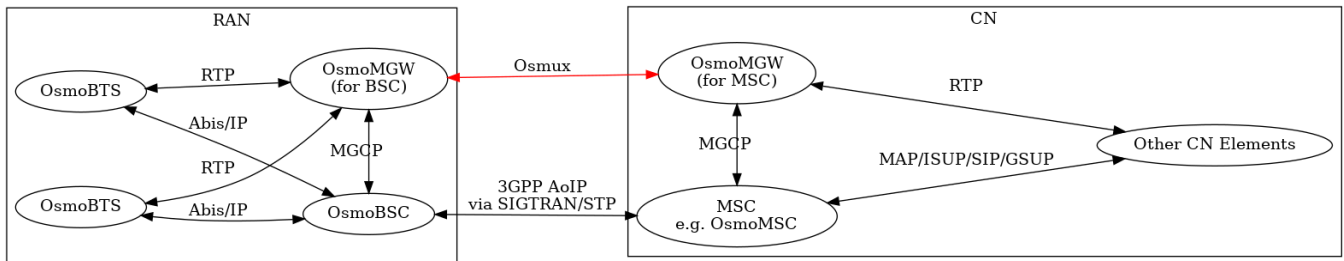 RAN
CN
OsmoBTS
RTP
OsmoMGW
(for BSC)
Osmux
OsmoMGW
(for MSC)
RTP
Abis/IP
MGCP
MGCP
Other CN Elements
RTP
MAP/ISUP/SIP/GSUP
OsmoBTS
Abis/IP
OsmoBSC
3GPP AoIP
via SIGTRAN/STP
MSC
e.g. OsmoMSC